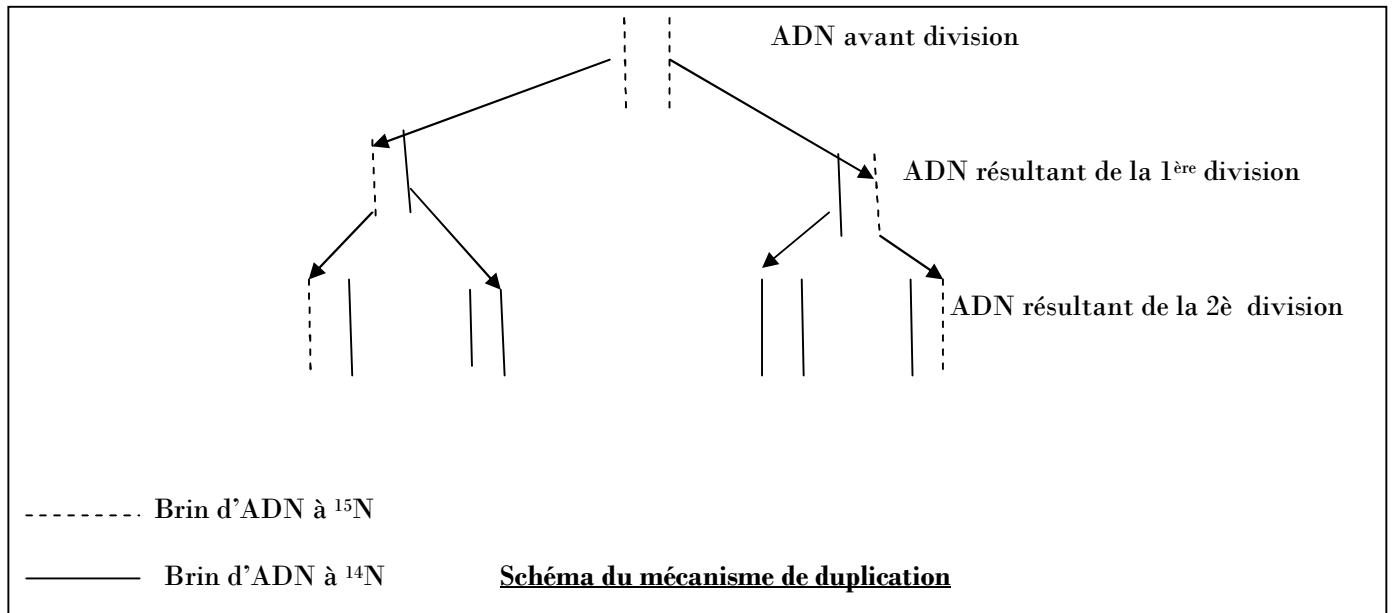 ADN avant division
ADN résultant de la 1ère division
ADN résultant de la 2è division
Brin d'ADN à ¹⁵N
Brin d'ADN à ¹⁴N
Schéma du mécanisme de duplication